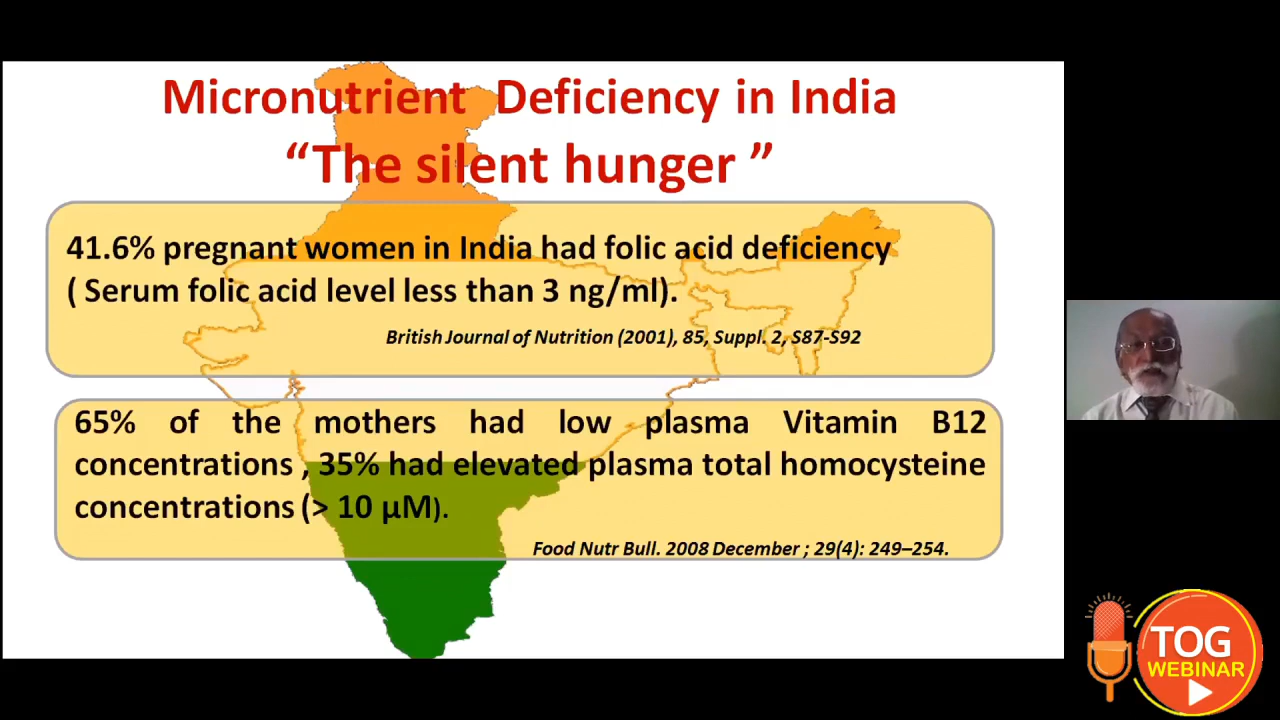 Micronutrient Deficiency in India
“The silent hunger ”
41.6% pregnant women in India had folic acid deficiency
( Serum folic acid level less than 3 ng/ml).
British Journal of Nutrition (2001), 85, Suppl. 2, S87-S92
65% of the mothers had low plasma Vitamin B12
concentrations , 35% had elevated plasma total homocysteine
concentrations (> 10 µM).
Food Nutr Bull. 2008 December ; 29(4): 249–254.
TOG
WEBINAR